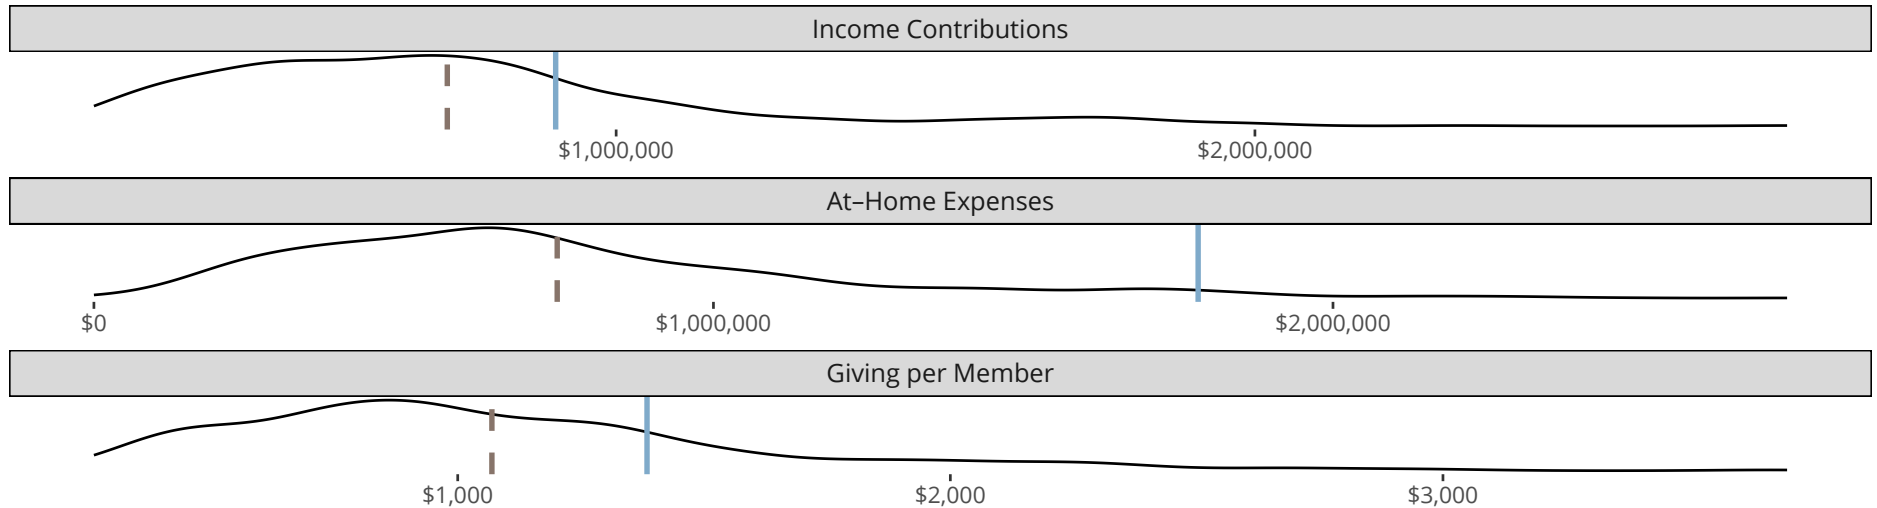 Income Contributions
$1,000,000 $2,000,000
At–Home Expenses
$0 $1,000,000 $2,000,000
Giving per Member
$1,000 $2,000 $3,000